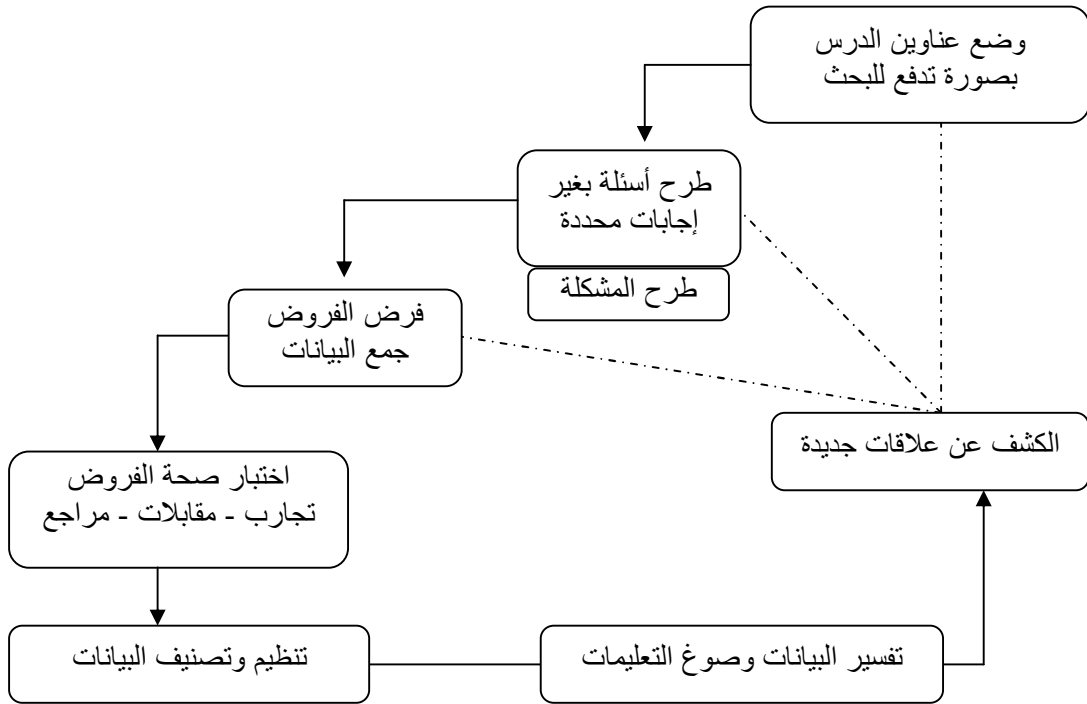 وضع عناوين الدرس
بصورة تدفع للبحث
طرح أسئلة بغير
إجابات محددة
طرح المشكلة
فرض الفروض
جمع البيانات
الكشف عن علاقات جديدة
اختبار صحة الفروض
تجارب - مقابلات - مراجع
تنظيم وتصنيف البيانات
تفسير البيانات وصوغ التعليمات